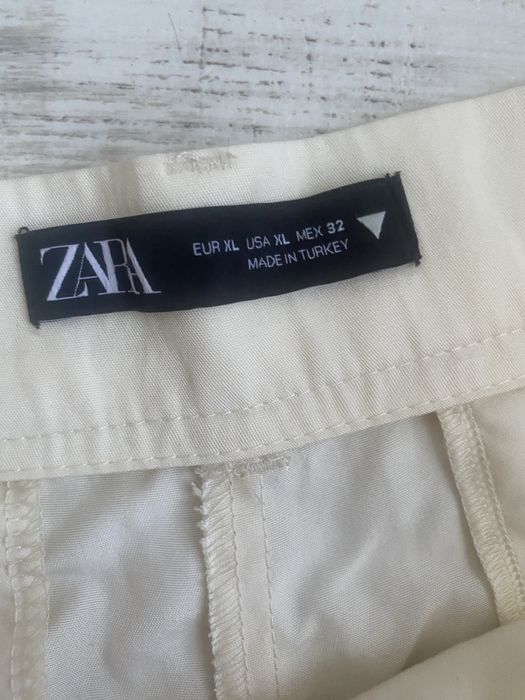 ZARA
EUR XL USA XL MEX 32
MADE IN TURKEY